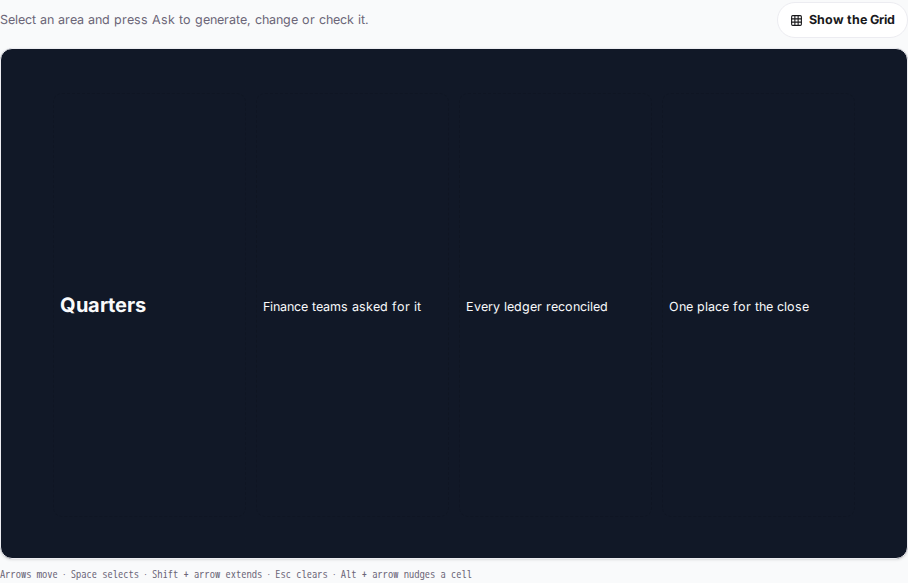 Select an area and press Ask to generate, change or check it.
Show the Grid
Quarters
Finance teams asked for it
Every ledger reconciled
One place for the close
Arrows move · Space selects · Shift + arrow extends · Esc clears · Alt + arrow nudges a cell